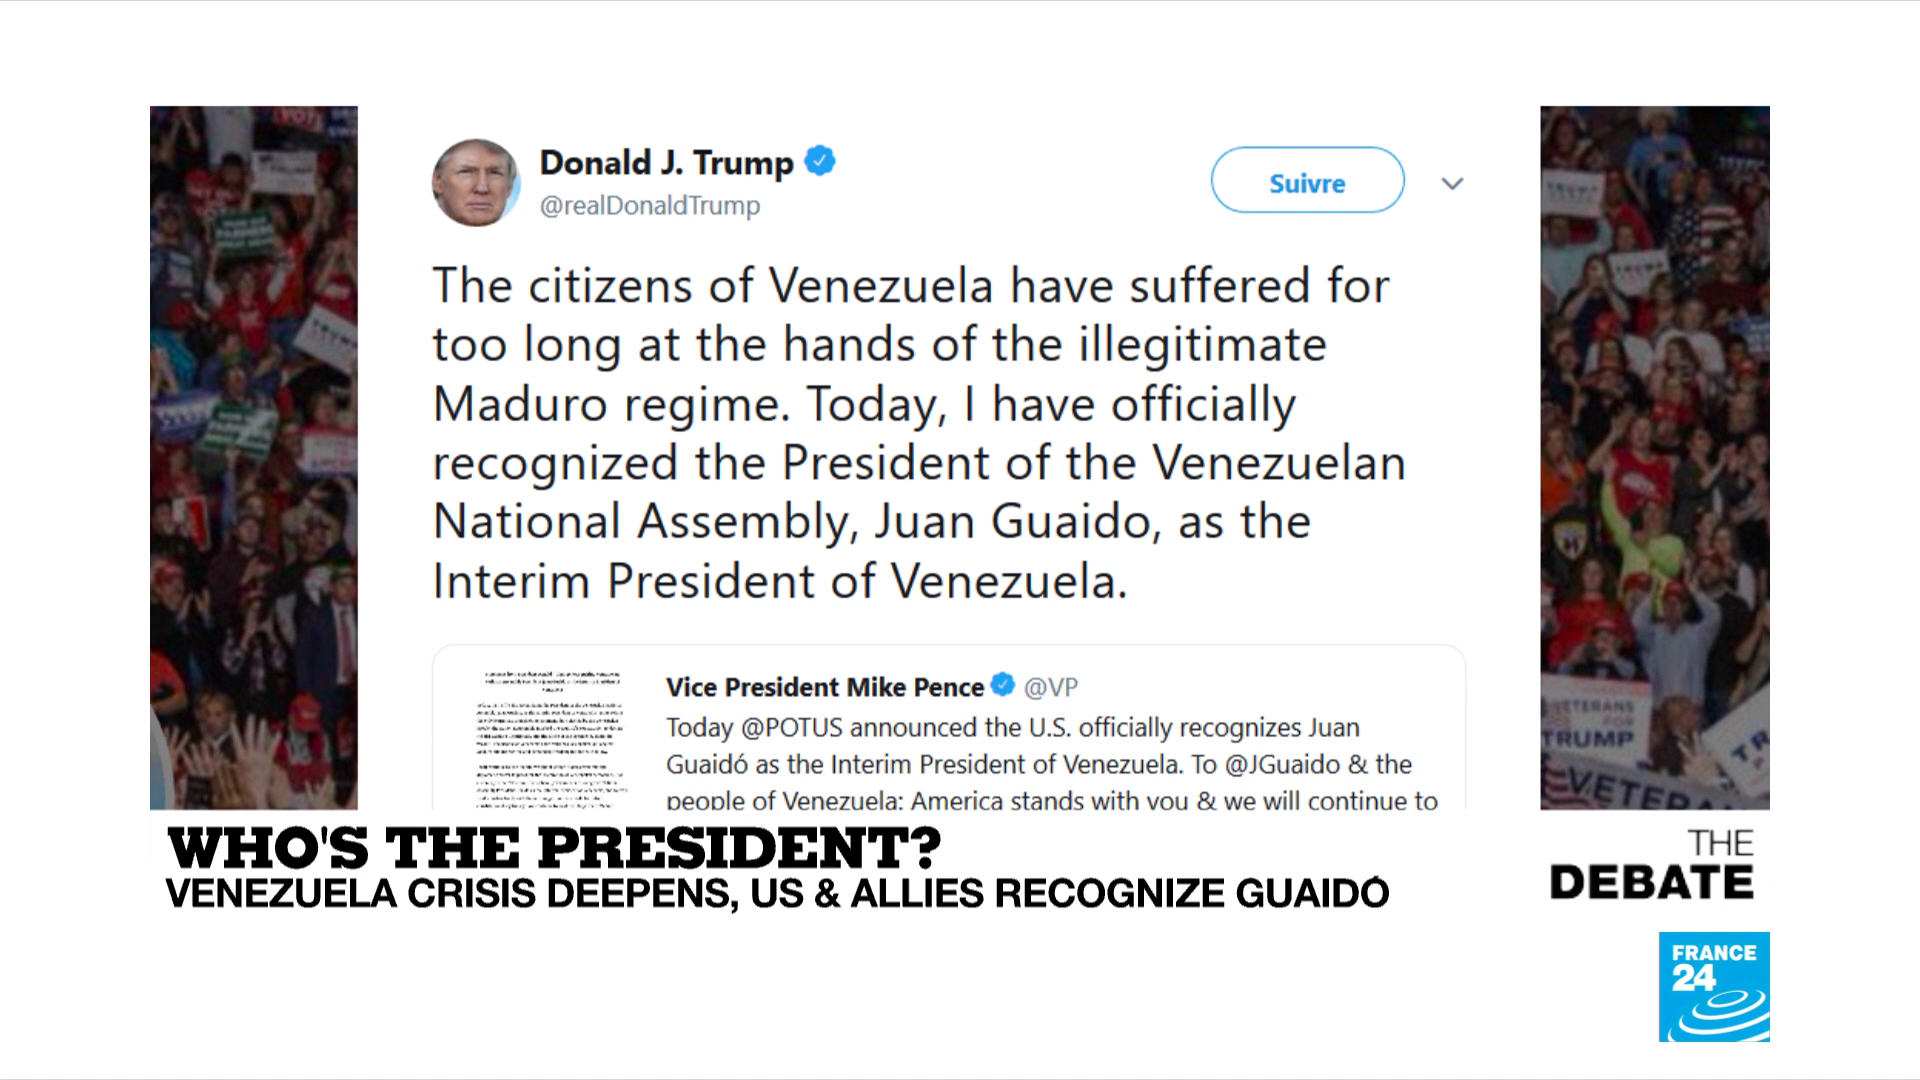 Donald J. Trump
@realDonaldTrump
Suivre
The citizens of Venezuela have suffered for
too long at the hands of the illegitimate
Maduro regime. Today, I have officially
recognized the President of the Venezuelan
National Assembly, Juan Guaido, as the
Interim President of Venezuela.
Vice President Mike Pence @VP
Today @POTUS announced the U.S. officially recognizes Juan
Guaidó as the Interim President of Venezuela. To @JGuaido & the
people of Venezuela: America stands with you & we will continue to
VETERANS
FOR
TRUMP
VETERA
TR
WHO'S THE PRESIDENT?
VENEZUELA CRISIS DEEPENS, US & ALLIES RECOGNIZE GUAIDÓ
THE
DEBATE
FRANCE
24